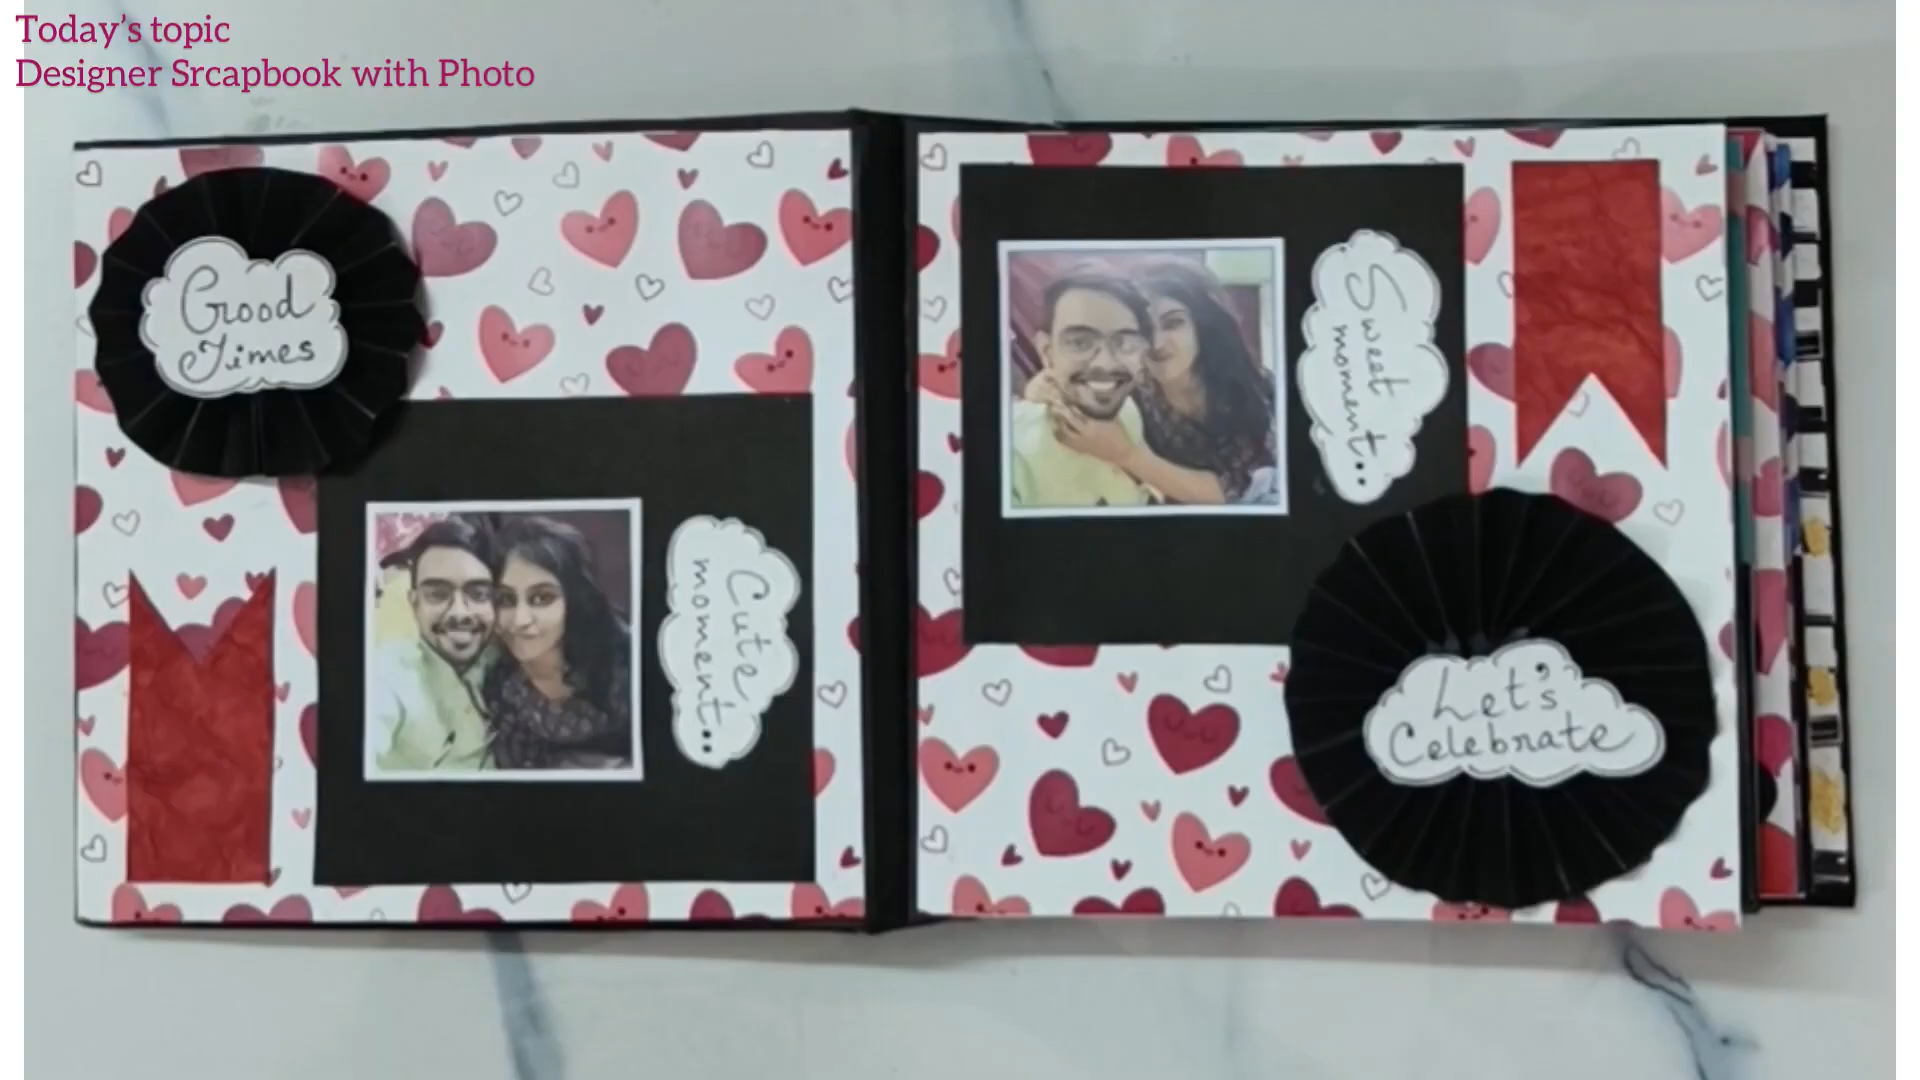 Today's topic
Designer Srcapbook with Photo
Good
Times
Cute
moment...
Sweet
moment...
Let's
Celebrate